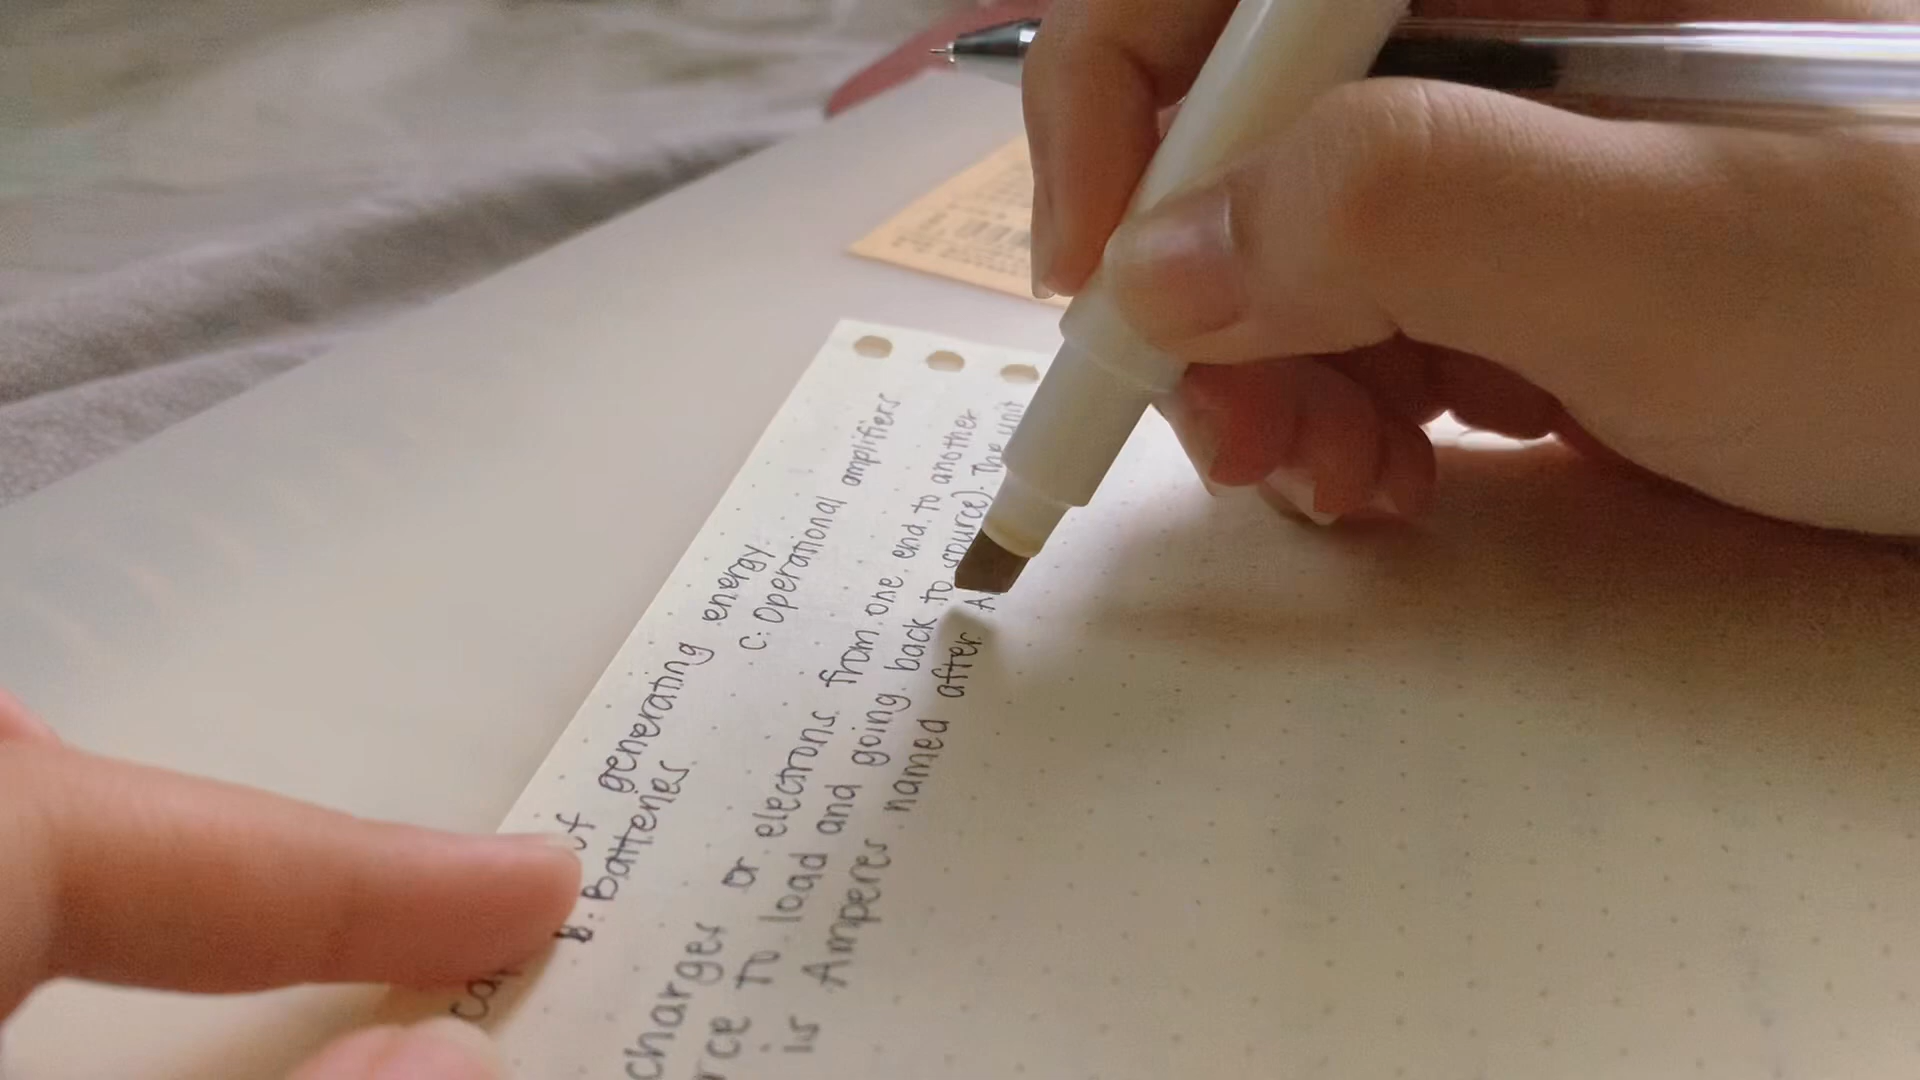 of generating energy
B: Batteries. C: Operational amplifiers
charges or electrons from one end to another
to load and going back to source). The unit
is Amperes named after